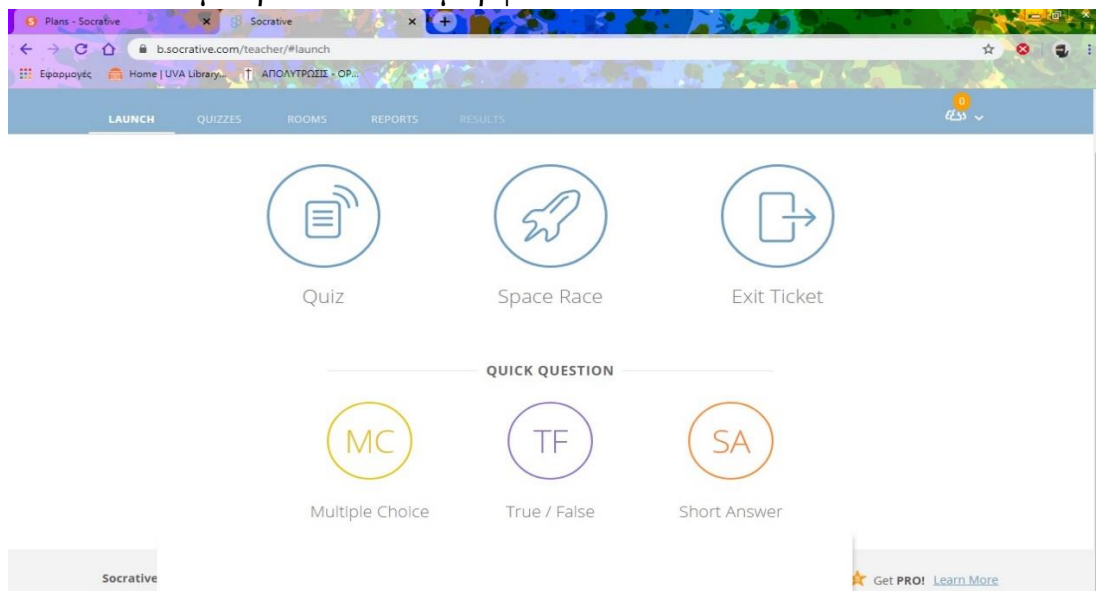 Plans - Socrative
Socrative
b.socrative.com/teacher/#launch
Εφαρμογές Home | UVA Library... ΑΠΟΛΥΤΡΩΣΙΣ - ΟΡ...
LAUNCH QUIZZES ROOMS REPORTS RESULTS
0
Quiz Space Race Exit Ticket
QUICK QUESTION
MC TF SA
Multiple Choice True / False Short Answer
Socrative
Get PRO! Learn More